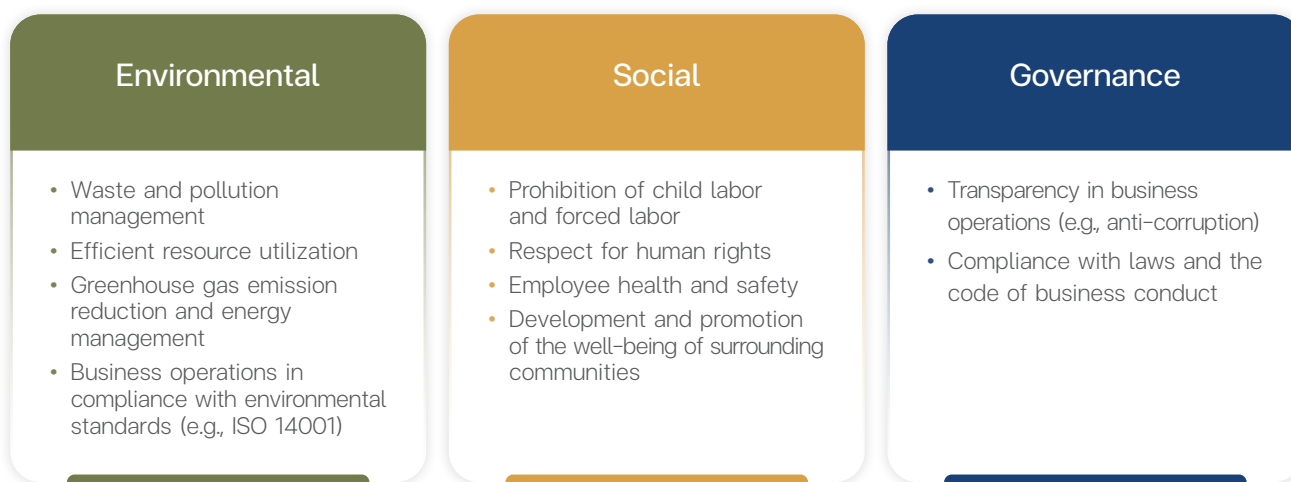 Environmental
• Waste and pollution
management
• Efficient resource utilization
• Greenhouse gas emission
reduction and energy
management
• Business operations in
compliance with environmental
standards (e.g., ISO 14001)
Social
• Prohibition of child labor
and forced labor
• Respect for human rights
• Employee health and safety
• Development and promotion
of the well-being of surrounding
communities
Governance
• Transparency in business
operations (e.g., anti-corruption)
• Compliance with laws and the
code of business conduct